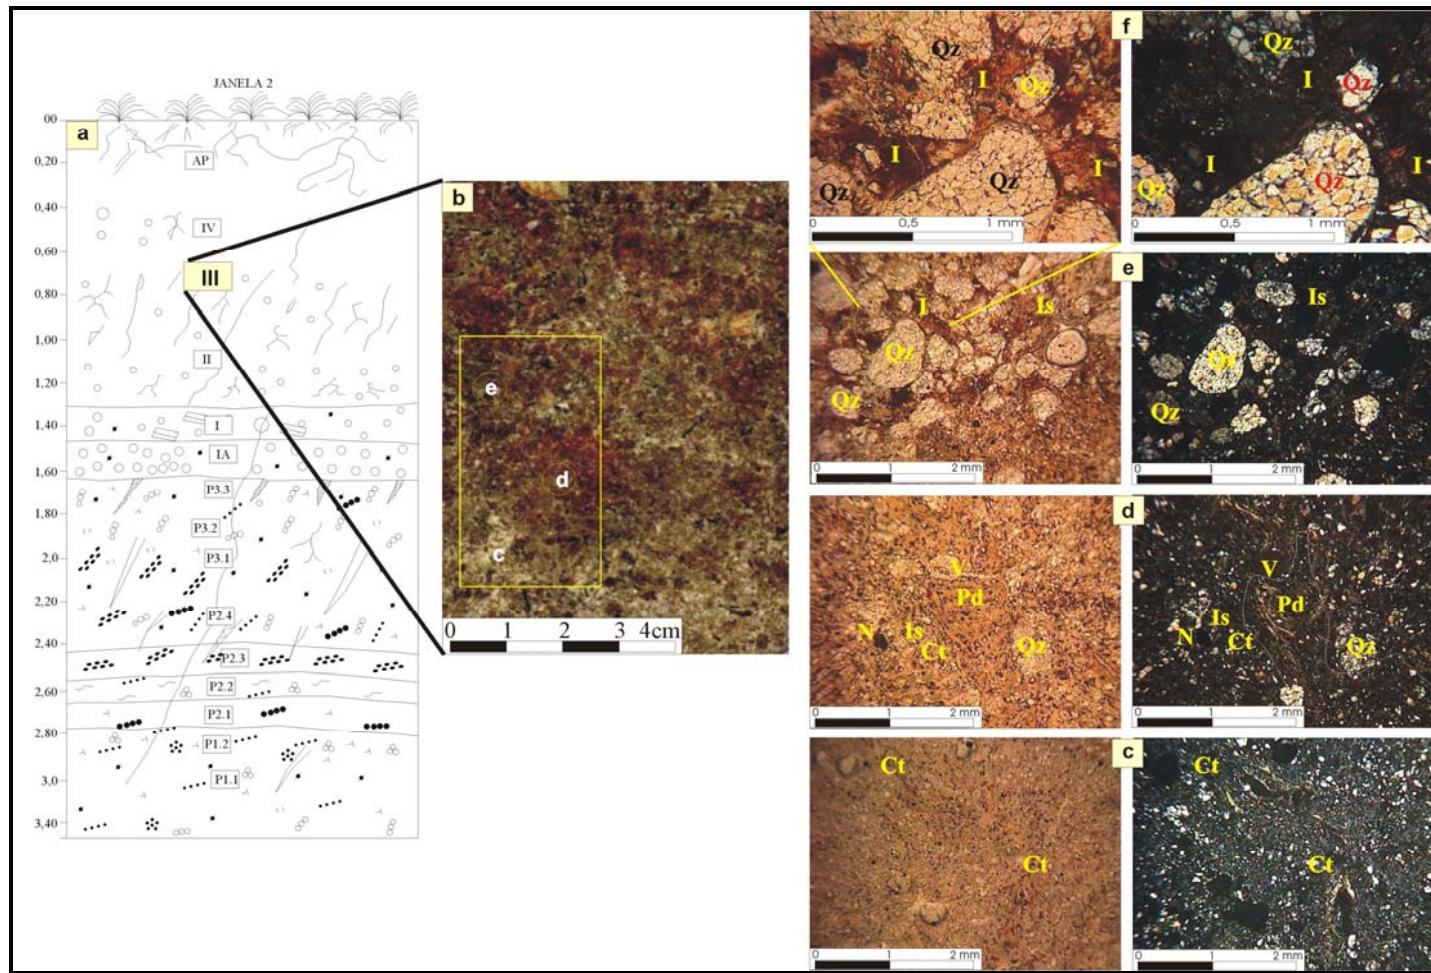 JANELA 2
00
a
0,20
AP
0,40
IV
0,60
III
0,80
1,00
II
1,20
1,40
I
IA
1,60
P3.3
1,80
P3.2
2,0
P3.1
2,20
P2.4
2,40
P2.3
2,60
P2.2
P2.1
2,80
P1.2
3,0
P1.1
3,40
b
e
d
c
0 1 2 3 4cm
f
Qz
I
Qz
I
I
Qz
Qz
0 0,5 1 mm
Qz
I
Qz
I
I
Qz
Qz
0 0,5 1 mm
e
I
Is
Qz
Qz
0 1 2 mm
Is
Qz
Qz
0 1 2 mm
d
V
Pd
N
Is
Ct
Qz
0 1 2 mm
V
Pd
Is
N
Ct
Qz
0 1 2 mm
c
Ct
Ct
0 1 2 mm
Ct
Ct
0 1 2 mm